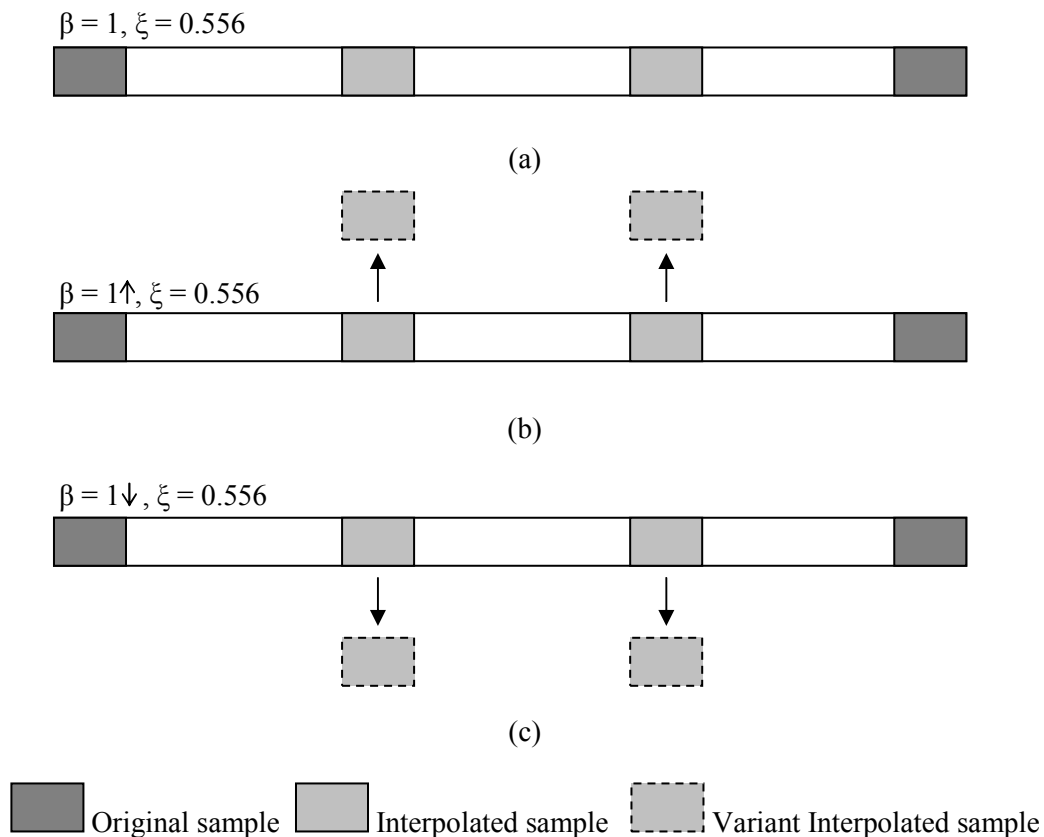 β = 1, ξ = 0.556
(a)
β = 1↑, ξ = 0.556
(b)
β = 1↓, ξ = 0.556
(c)
Original sample Interpolated sample Variant Interpolated sample